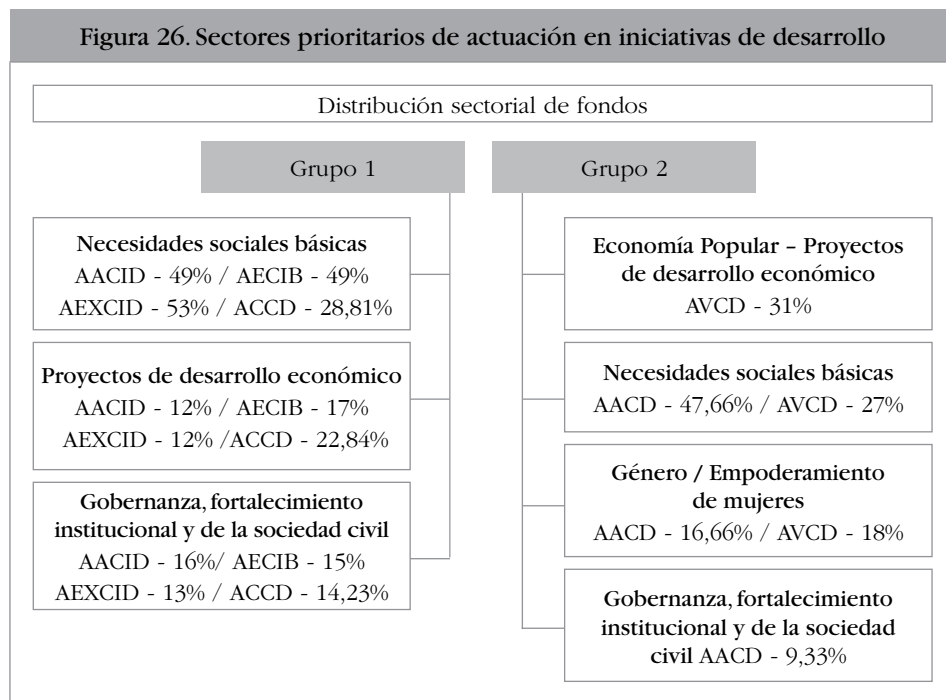 Figura 26. Sectores prioritarios de actuación en iniciativas de desarrollo
Distribución sectorial de fondos
Grupo 1
Necesidades sociales básicas
AACID - 49% / AECIB - 49%
AEXCID - 53% / ACCD - 28,81%
Proyectos de desarrollo económico
AACID - 12% / AECIB - 17%
AEXCID - 12% /ACCD - 22,84%
Gobernanza, fortalecimiento
institucional y de la sociedad civil
AACID - 16%/ AECIB - 15%
AEXCID - 13% / ACCD - 14,23%
Grupo 2
Economía Popular – Proyectos
de desarrollo económico
AVCD - 31%
Necesidades sociales básicas
AACD - 47,66% / AVCD - 27%
Género / Empoderamiento
de mujeres
AACD - 16,66% / AVCD - 18%
Gobernanza, fortalecimiento
institucional y de la sociedad
civil AACD - 9,33%